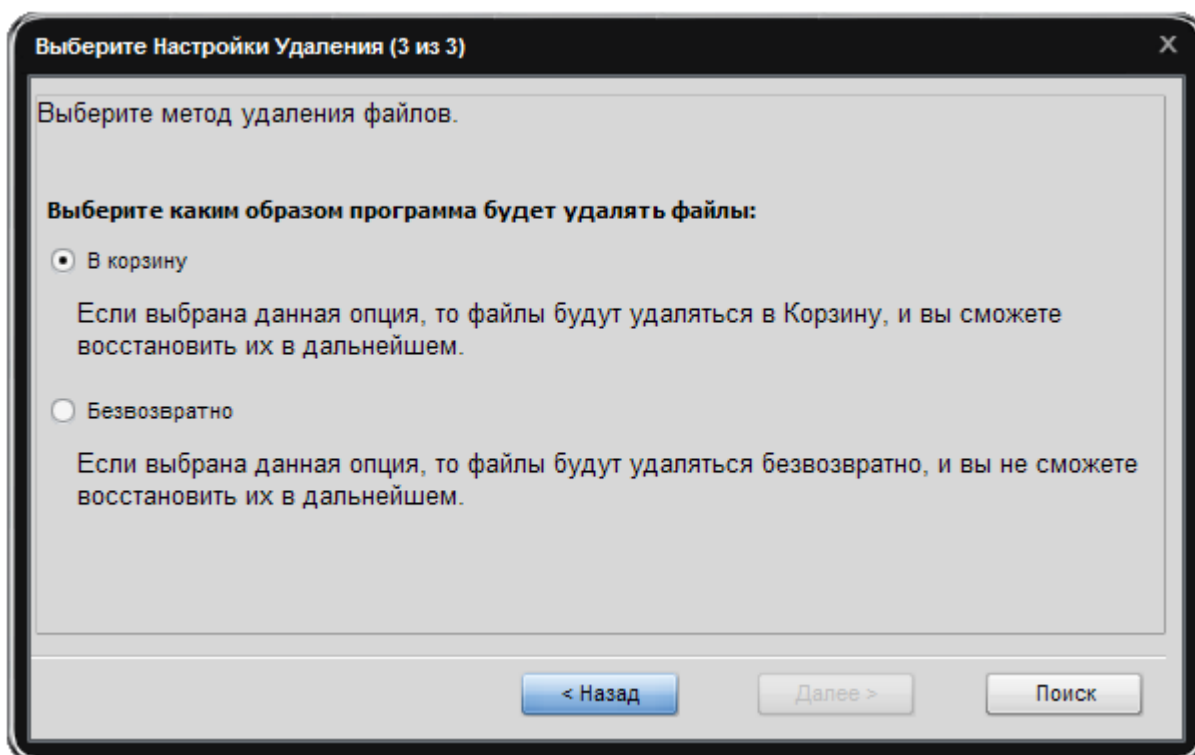 Выберите Настройки Удаления (3 из 3)
X
Выберите метод удаления файлов.
Выберите каким образом программа будет удалять файлы:
В корзину
Если выбрана данная опция, то файлы будут удаляться в Корзину, и вы сможете
восстановить их в дальнейшем.
Безвозвратно
Если выбрана данная опция, то файлы будут удаляться безвозвратно, и вы не сможете
восстановить их в дальнейшем.
< Назад
Далее >
Поиск